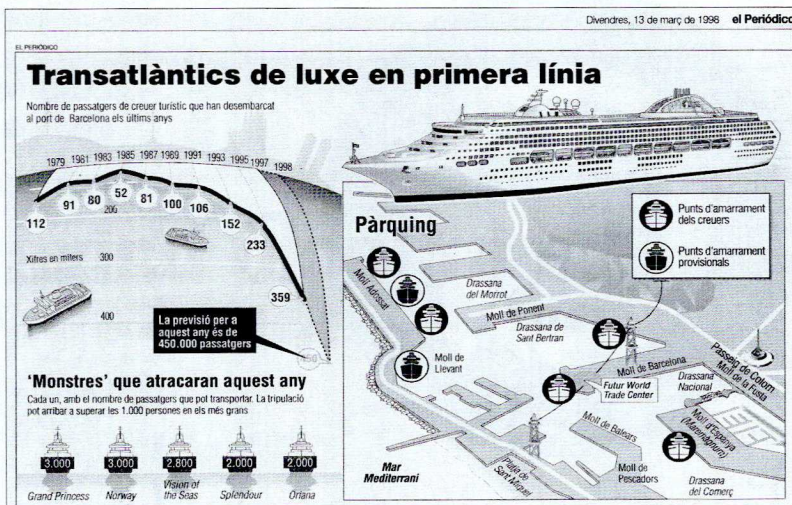 Divendres, 13 de març de 1998 el Periódico
EL PERIÓDICO
Transatlàntics de luxe en primera línia
Nombre de passatgers de creuer turístic que han desembarcat
al port de Barcelona els últims anys
1979 1981 1983 1985 1987 1989 1991 1993 1995 1997 1998
112
91
80
52
81
100
106
152
233
359
200
Xifres en milers
300
400
La previsió per a
aquest any és de
450.000 passatgers
'Monstres' que atracaran aquest any
Cada un, amb el nombre de passatgers que pot transportar. La tripulació
pot arribar a superar les 1.000 persones en els més grans
3.000
3.000
2,800
2.000
2.000
Grand Princess
Norway
Vision of
the Seas
Splendour
Oriana
Pàrquing
Punts d'amarrament
dels creuers
Punts d'amarrament
provisionals
Moll Adossat
Drassana
del Morrot
Moll de Ponent
Drassana de
Sant Bertran
Moll de
Llevant
Moll de Barcelona
Futur World
Trade Center
Passeig de Colom
Moll de la Fusta
Drassana
Nacional
Moll d'Espanya
(Maremàgnum)
Moll de Balears
Mar
Mediterrani
Platja de
Sant Miquel
Moll de
Pescadors
Drassana
del Comerç